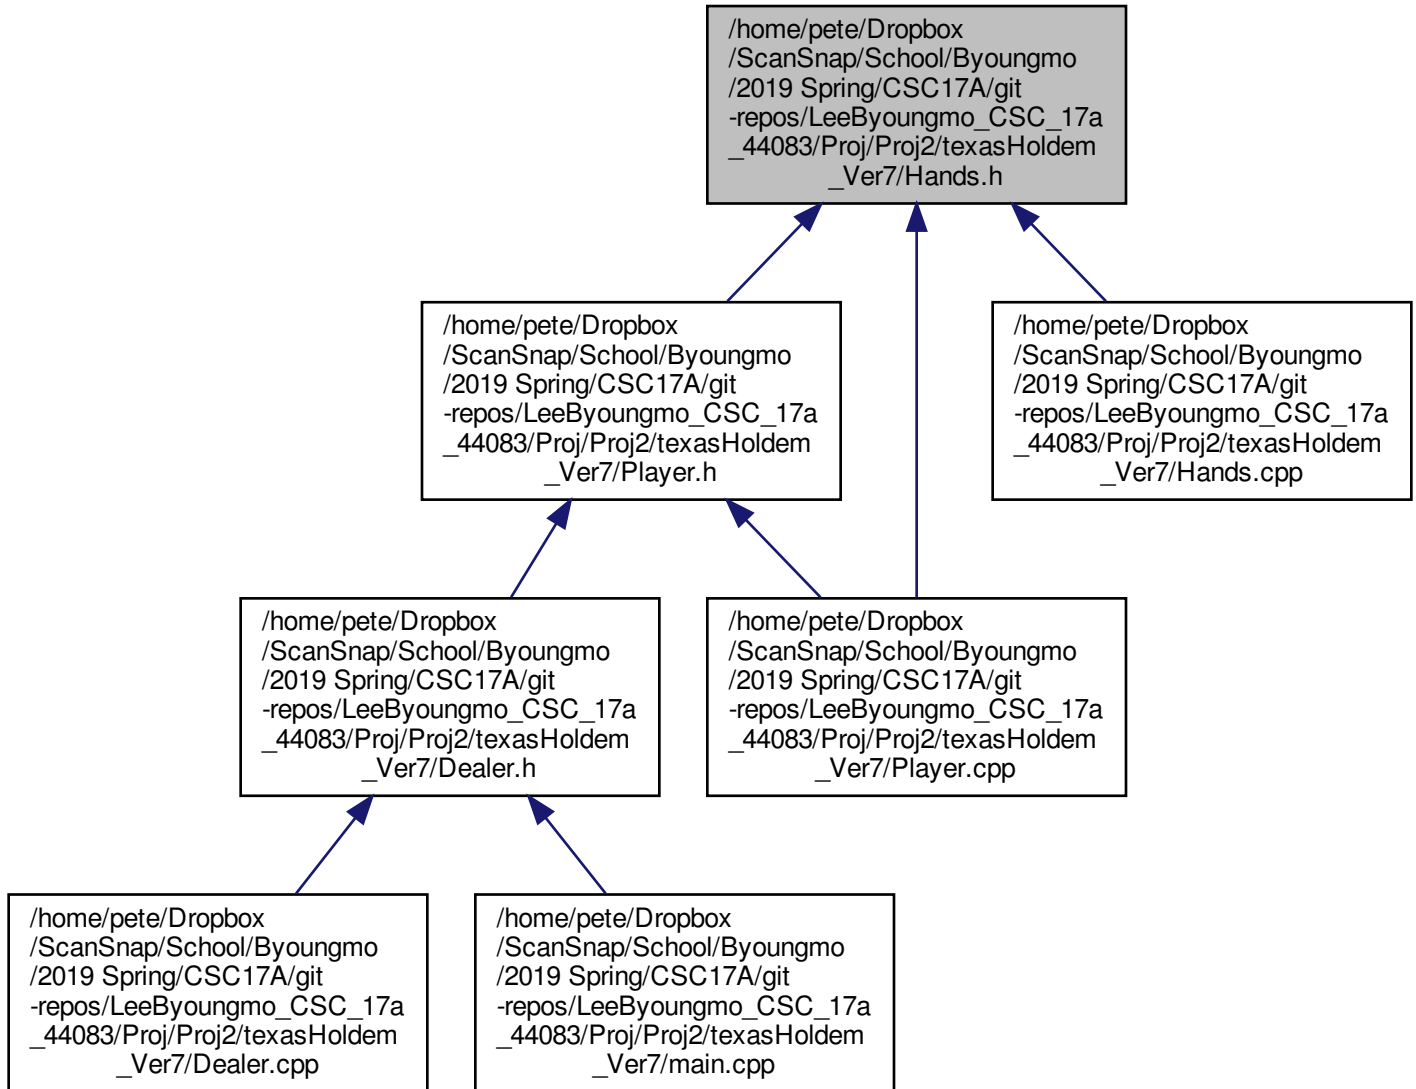 /home/pete/Dropbox
/ScanSnap/School/Byoungmo
/2019 Spring/CSC17A/git
-repos/LeeByoungmo_CSC_17a
_44083/Proj/Proj2/texasHoldem
_Ver7/Hands.h
/home/pete/Dropbox
/ScanSnap/School/Byoungmo
/2019 Spring/CSC17A/git
-repos/LeeByoungmo_CSC_17a
_44083/Proj/Proj2/texasHoldem
_Ver7/Player.h
/home/pete/Dropbox
/ScanSnap/School/Byoungmo
/2019 Spring/CSC17A/git
-repos/LeeByoungmo_CSC_17a
_44083/Proj/Proj2/texasHoldem
_Ver7/Hands.cpp
/home/pete/Dropbox
/ScanSnap/School/Byoungmo
/2019 Spring/CSC17A/git
-repos/LeeByoungmo_CSC_17a
_44083/Proj/Proj2/texasHoldem
_Ver7/Dealer.h
/home/pete/Dropbox
/ScanSnap/School/Byoungmo
/2019 Spring/CSC17A/git
-repos/LeeByoungmo_CSC_17a
_44083/Proj/Proj2/texasHoldem
_Ver7/Player.cpp
/home/pete/Dropbox
/ScanSnap/School/Byoungmo
/2019 Spring/CSC17A/git
-repos/LeeByoungmo_CSC_17a
_44083/Proj/Proj2/texasHoldem
_Ver7/Dealer.cpp
/home/pete/Dropbox
/ScanSnap/School/Byoungmo
/2019 Spring/CSC17A/git
-repos/LeeByoungmo_CSC_17a
_44083/Proj/Proj2/texasHoldem
_Ver7/main.cpp